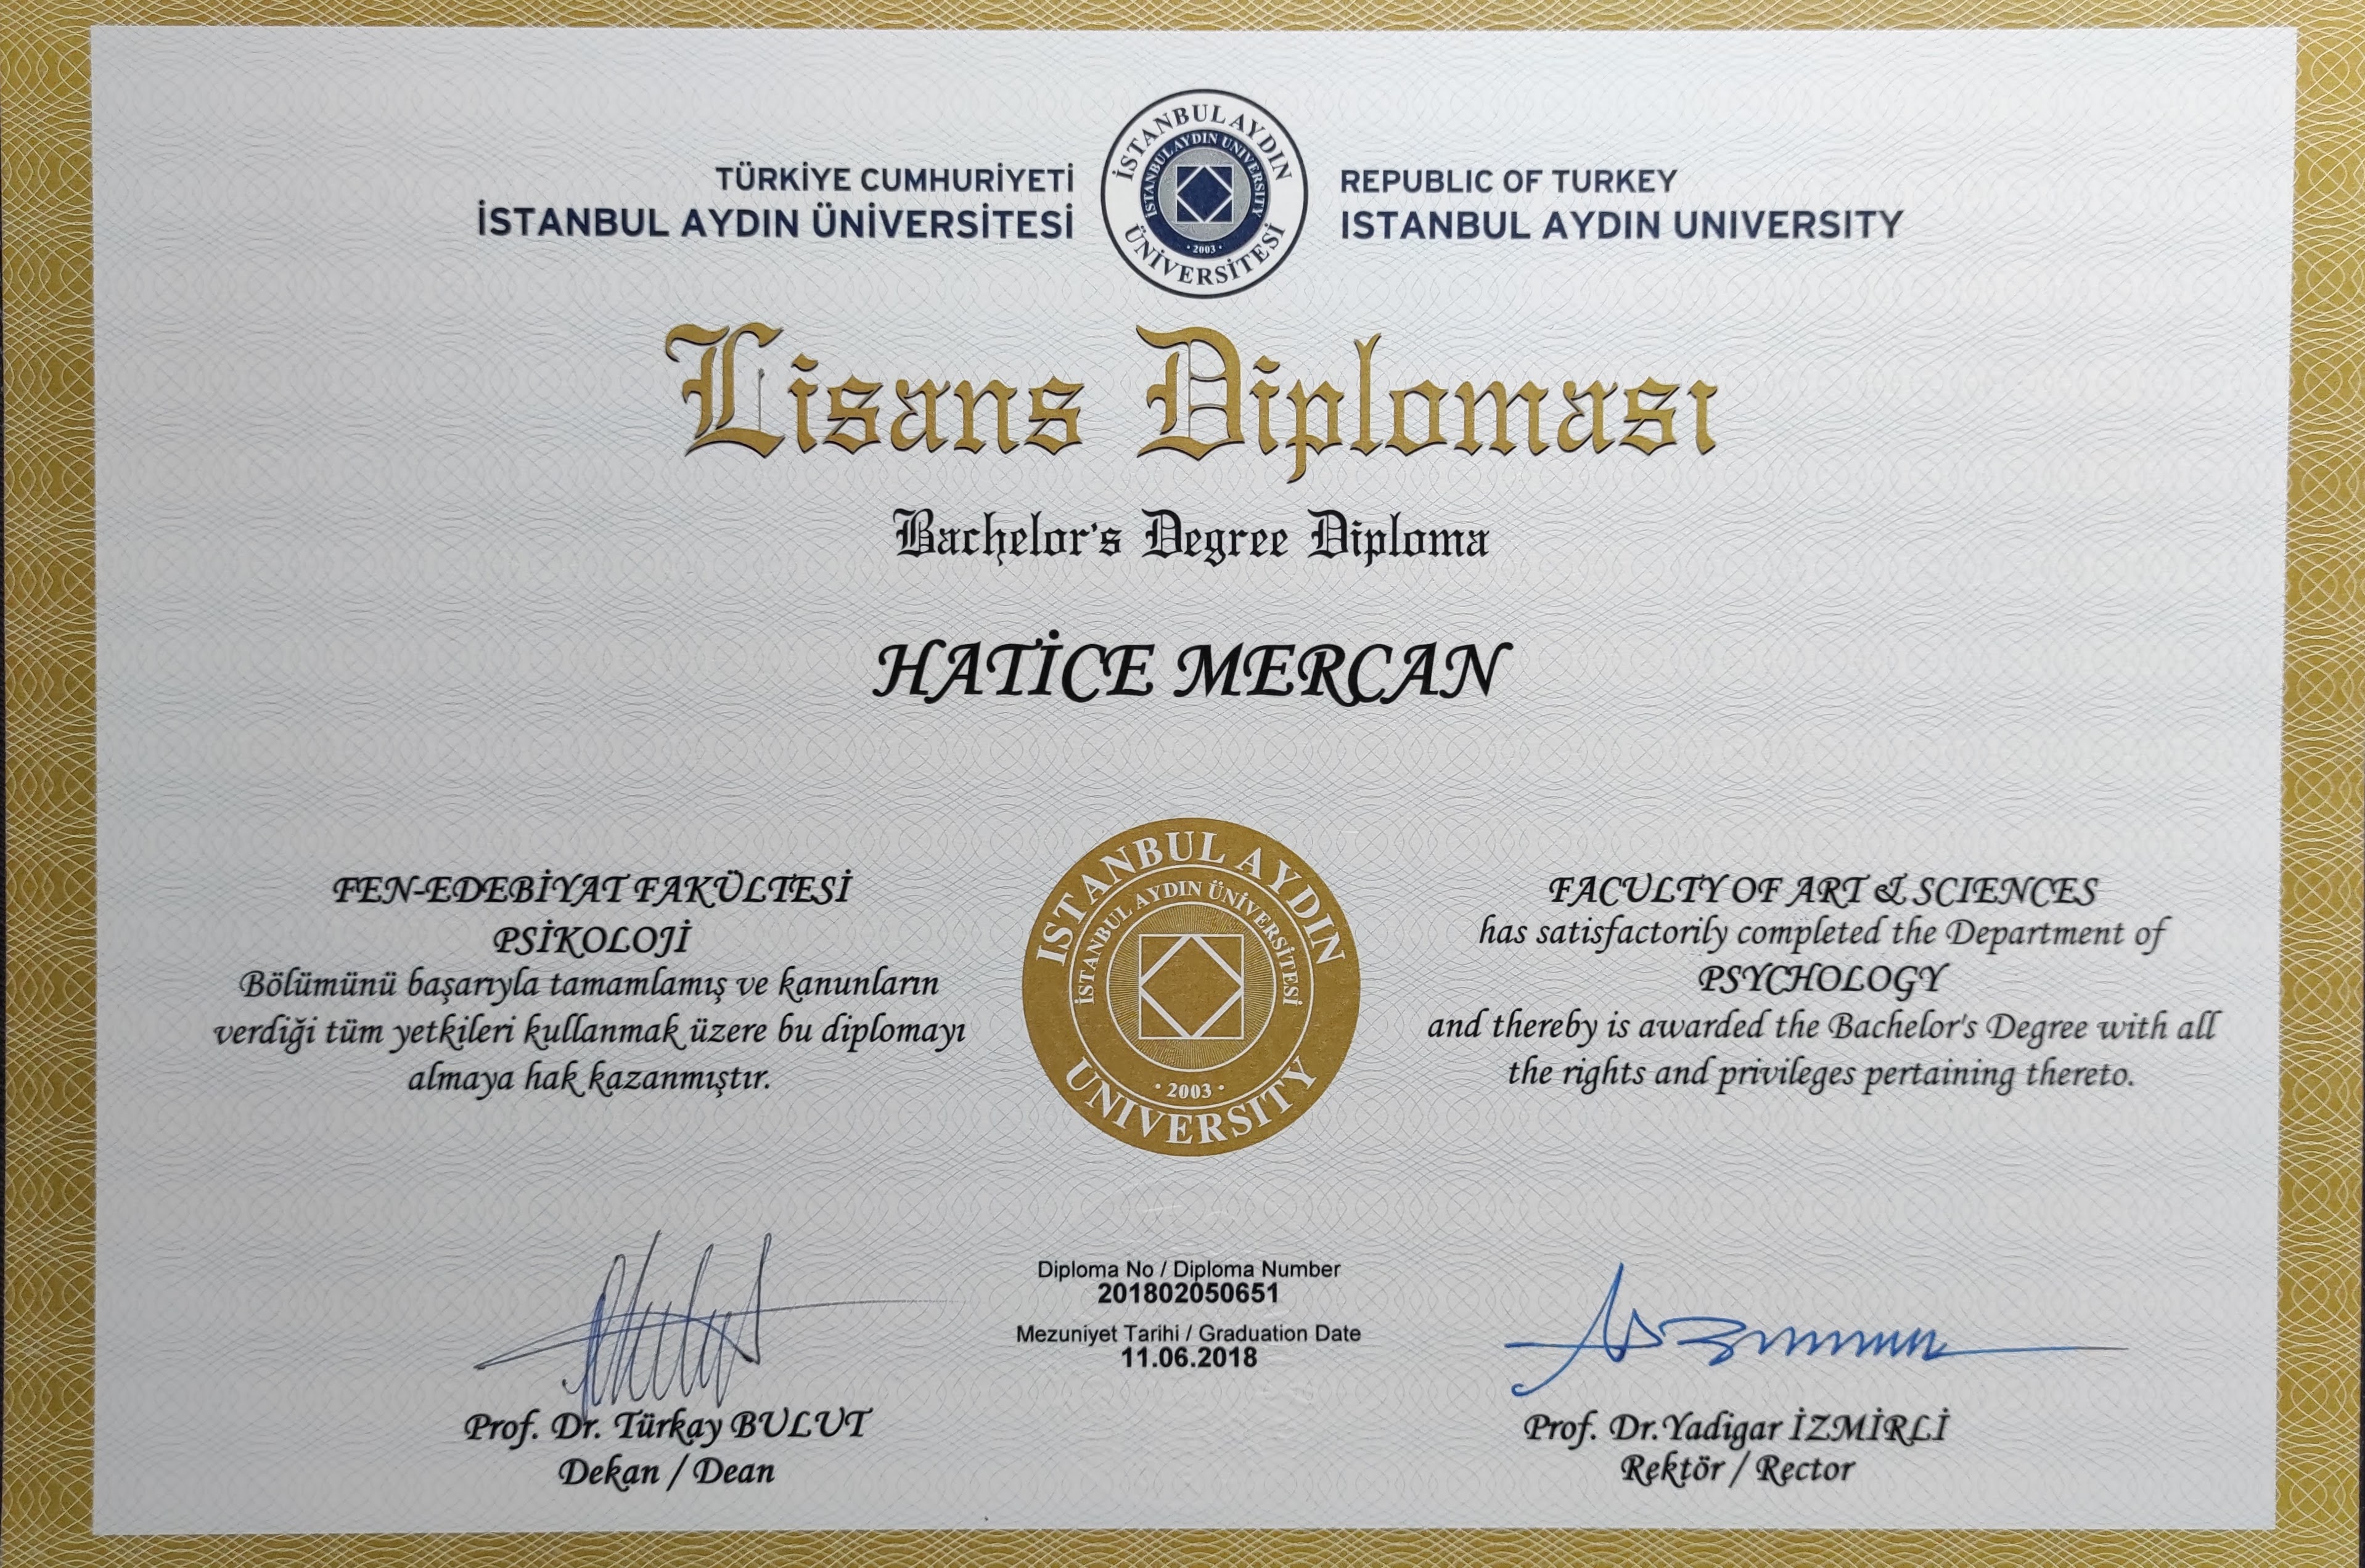 TÜRKİYE CUMHURİYETİ
İSTANBUL AYDIN ÜNİVERSİTESİ
İSTANBUL AYDIN
ÜNİVERSİTESİ
ISTANBUL AYDIN UNIVERSITY
· 2003 ·
REPUBLIC OF TURKEY
ISTANBUL AYDIN UNIVERSITY
Lisans Diploması
Bachelor's Degree Diploma
HATİCE MERCAN
FEN-EDEBİYAT FAKÜLTESİ
PSİKOLOJİ
Bölümünü başarıyla tamamlamış ve kanunların
verdiği tüm yetkileri kullanmak üzere bu diplomayı
almaya hak kazanmıştır.
ISTANBUL AYDIN
UNIVERSITY
İSTANBUL AYDIN ÜNİVERSİTESİ
· 2003 ·
FACULTY OF ART & SCIENCES
has satisfactorily completed the Department of
PSYCHOLOGY
and thereby is awarded the Bachelor's Degree with all
the rights and privileges pertaining thereto.
Diploma No / Diploma Number
201802050651
Mezuniyet Tarihi / Graduation Date
11.06.2018
Prof. Dr. Türkay BULUT
Dekan / Dean
Prof. Dr.Yadigar İZMİRLİ
Rektör / Rector